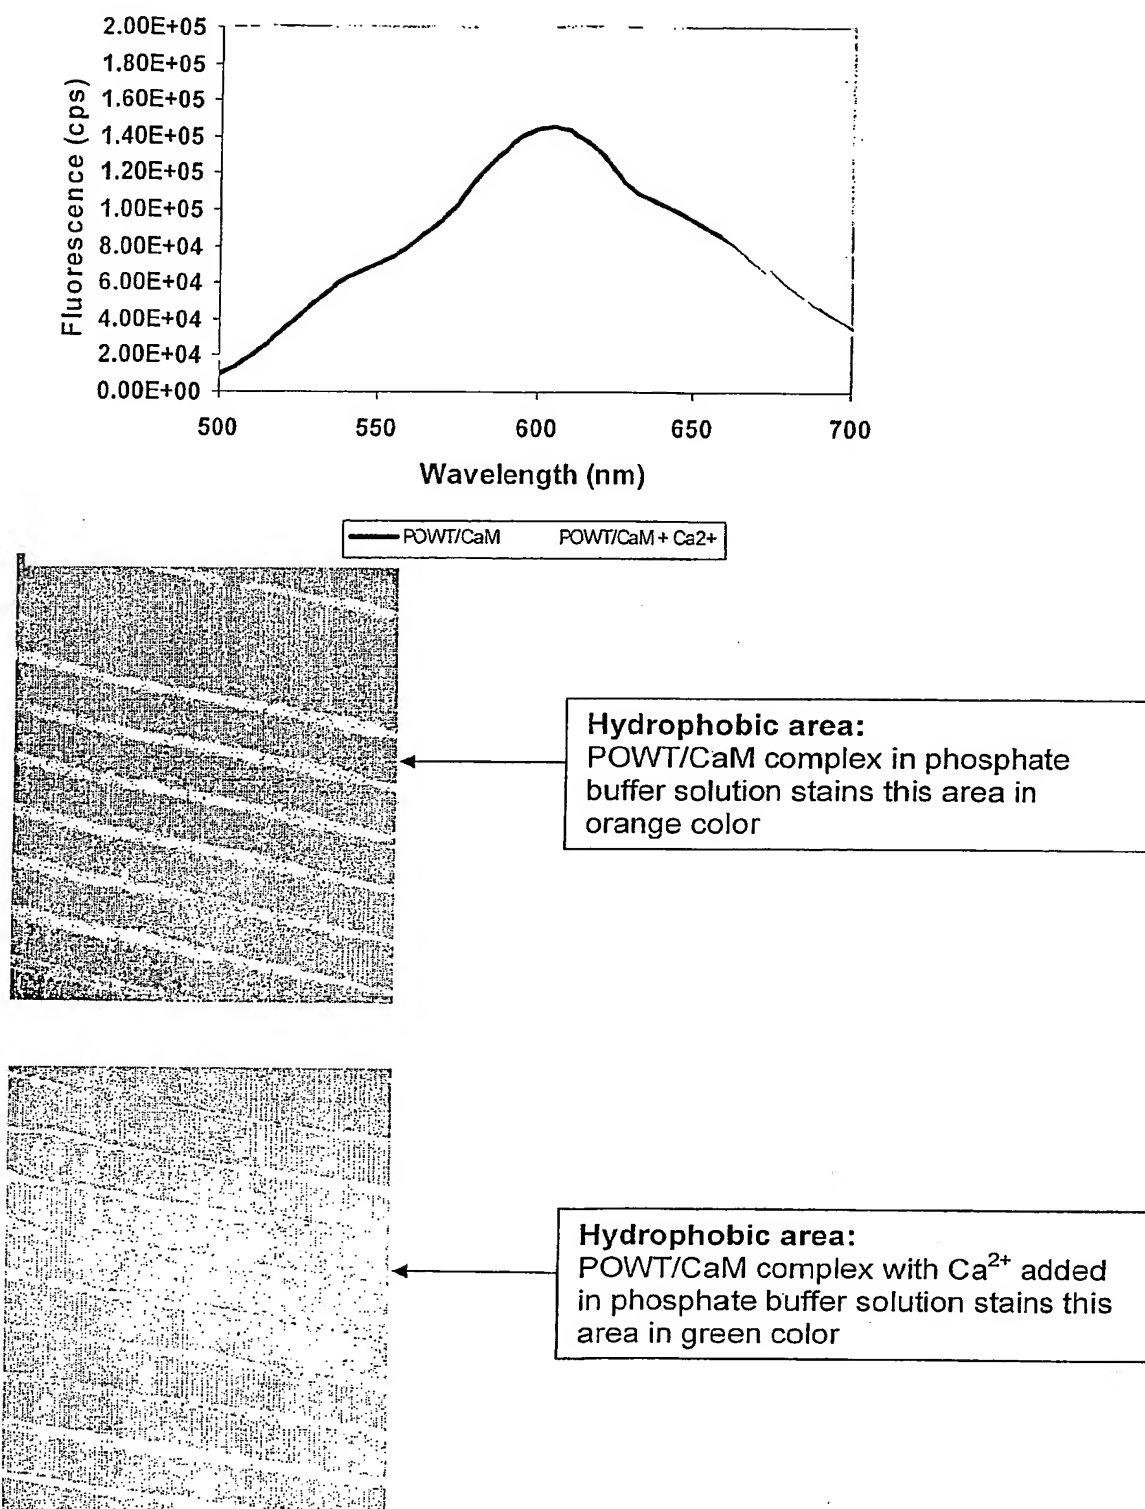 2.00E+05
1.80E+05
1.60E+05
1.40E+05
1.20E+05
1.00E+05
8.00E+04
6.00E+04
4.00E+04
2.00E+04
0.00E+00
Fluorescence (cps)
500 550 600 650 700
Wavelength (nm)
POWT/CaM POWT/CaM + Ca2+
Hydrophobic area:
POWT/CaM complex in phosphate
buffer solution stains this area in
orange color
Hydrophobic area:
POWT/CaM complex with Ca²⁺ added
in phosphate buffer solution stains this
area in green color